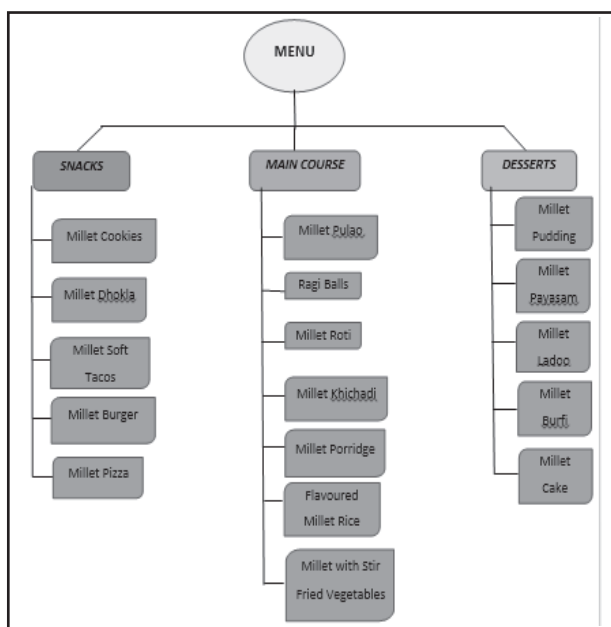 MENU
SNACKS
Millet Cookies
Millet Dhokla
Millet Soft
Tacos
Millet Burger
Millet Pizza
MAIN COURSE
Millet Pulao
Ragi Balls
Millet Roti
Millet Khichadi
Millet Porridge
Flavoured
Millet Rice
Millet with Stir
Fried Vegetables
DESSERTS
Millet
Pudding
Millet
Payasam
Millet
Ladoo
Millet
Burfi
Millet
Cake